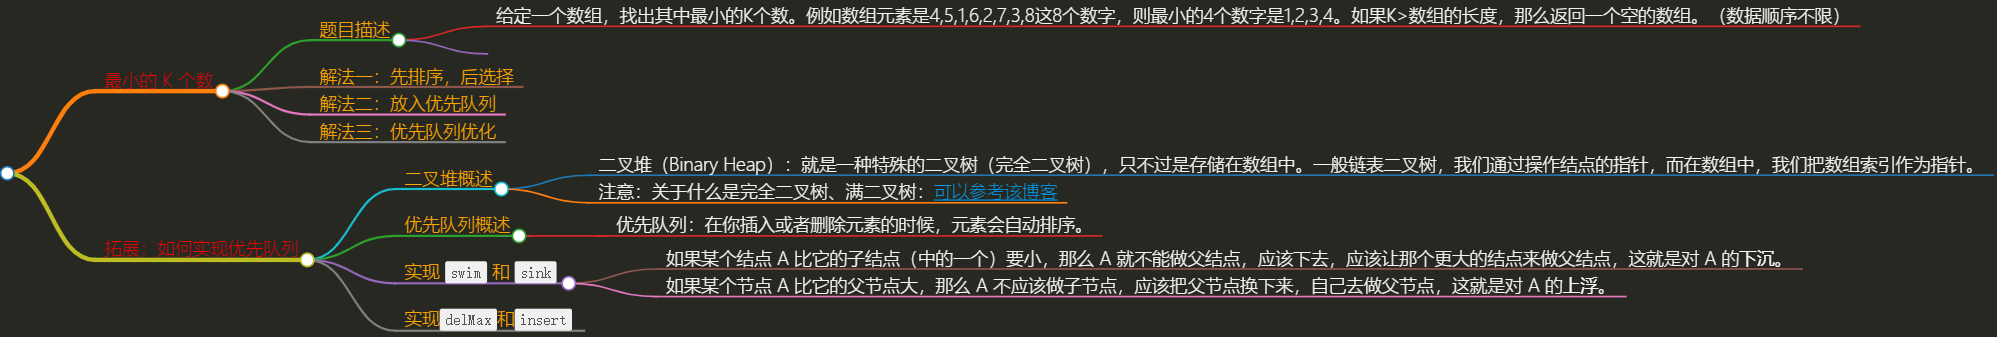 给定一个数组，找出其中最小的K个数。例如数组元素是4,5,1,6,2,7,3,8这8个数字，则最小的4个数字是1,2,3,4。如果K>数组的长度，那么返回一个空的数组。（数据顺序不限）
题目描述
最小的 K 个数
解法一：先排序，后选择
解法二：放入优先队列
解法三：优先队列优化
二叉堆（Binary Heap）：就是一种特殊的二叉树（完全二叉树），只不过是存储在数组中。一般链表二叉树，我们通过操作结点的指针，而在数组中，我们把数组索引作为指针。
二叉堆概述
注意：关于什么是完全二叉树、满二叉树：可以参考该博客
优先队列概述
优先队列：在你插入或者删除元素的时候，元素会自动排序。
拓展：如何实现优先队列
如果某个结点 A 比它的子结点（中的一个）要小，那么 A 就不能做父结点，应该下去，应该让那个更大的结点来做父结点，这就是对 A 的下沉。
实现 swim 和 sink
如果某个节点 A 比它的父节点大，那么 A 不应该做子节点，应该把父节点换下来，自己去做父节点，这就是对 A 的上浮。
实现delMax和insert